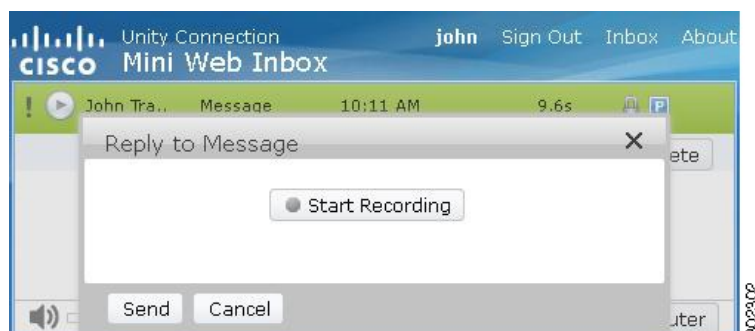 Unity Connection john Sign Out Inbox About
CISCO Mini Web Inbox
! John Tra.. Message 10:11 AM 9.6s P
Reply to Message
ete
Start Recording
Send Cancel
uter